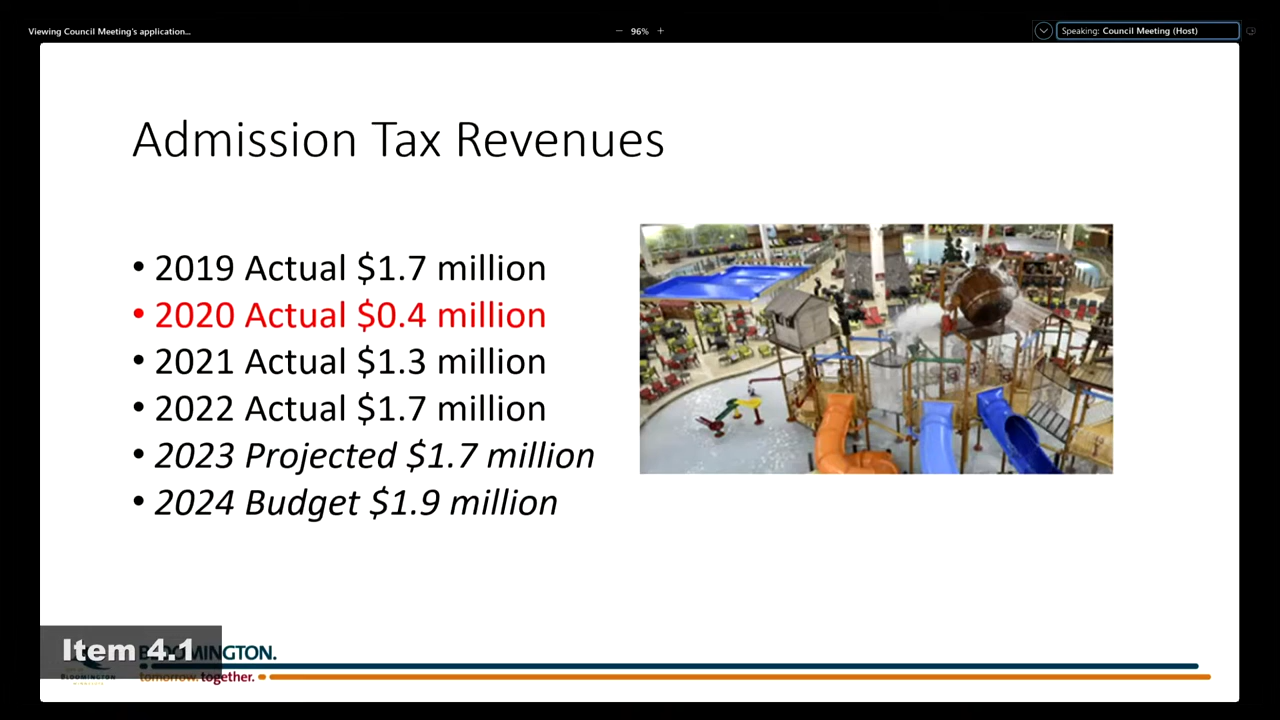 Viewing Council Meeting's application...
96%
Speaking: Council Meeting (Host)
Admission Tax Revenues
• 2019 Actual $1.7 million
• 2020 Actual $0.4 million
• 2021 Actual $1.3 million
• 2022 Actual $1.7 million
• 2023 Projected $1.7 million
• 2024 Budget $1.9 million
Item 4.1
BLOOMINGTON.
tomorrow. together.
BLOOMINGTON